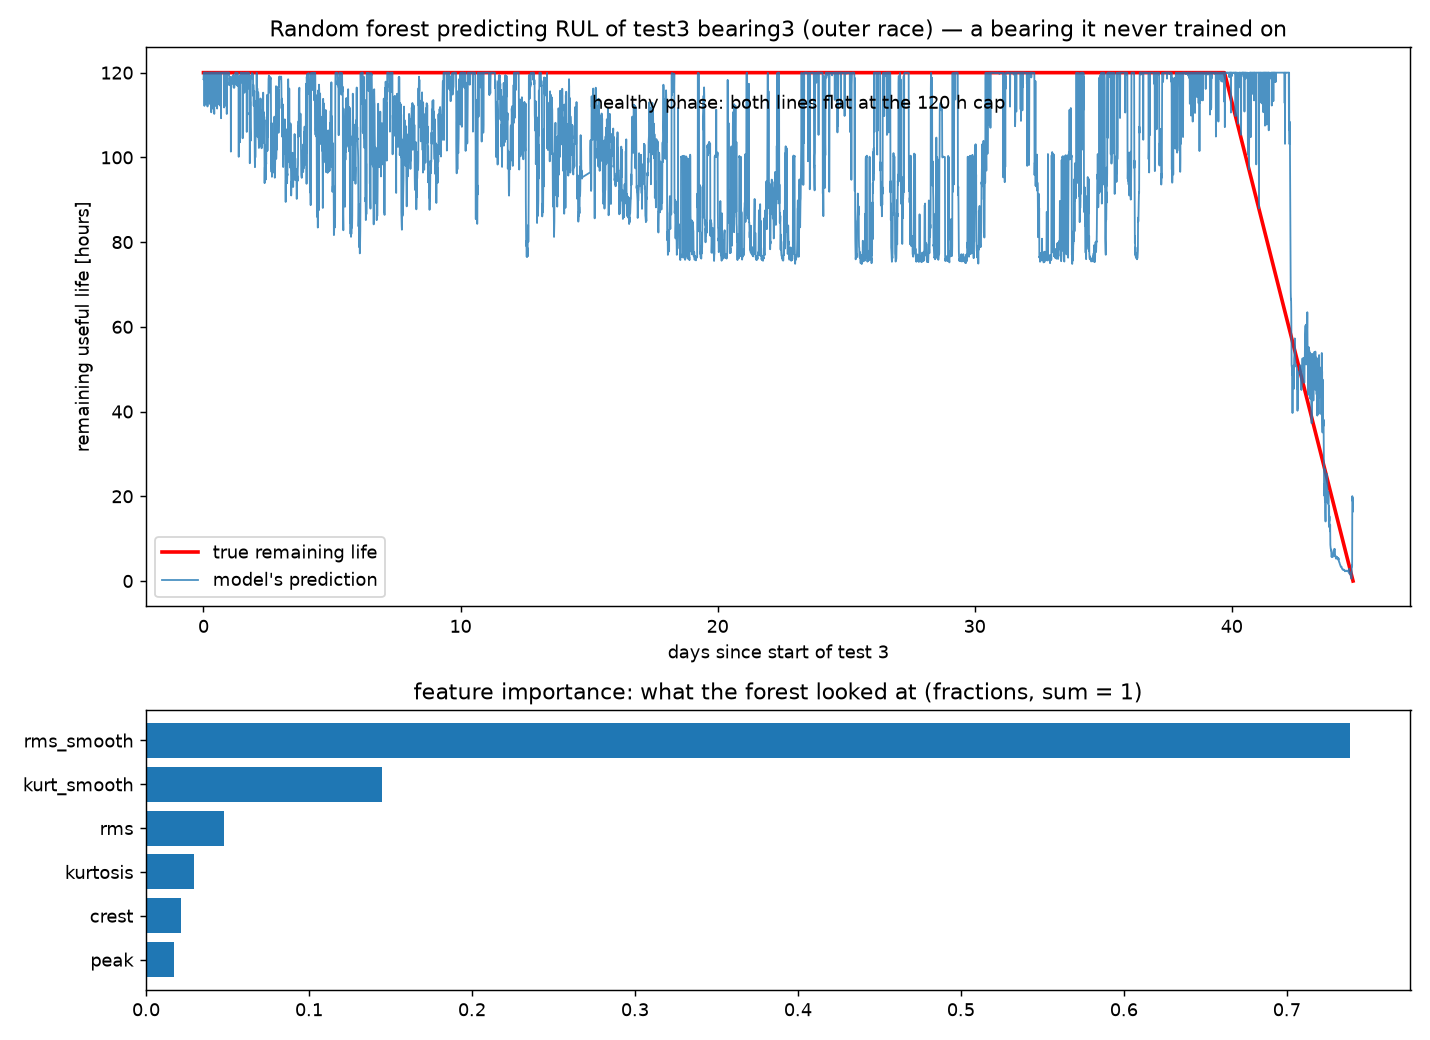 Random forest predicting RUL of test3 bearing3 (outer race) — a bearing it never trained on
120
100
80
60
40
20
0
remaining useful life [hours]
healthy phase: both lines flat at the 120 h cap
true remaining life
model's prediction
0
10
20
30
40
days since start of test 3
feature importance: what the forest looked at (fractions, sum = 1)
rms_smooth
kurt_smooth
rms
kurtosis
crest
peak
0.0
0.1
0.2
0.3
0.4
0.5
0.6
0.7